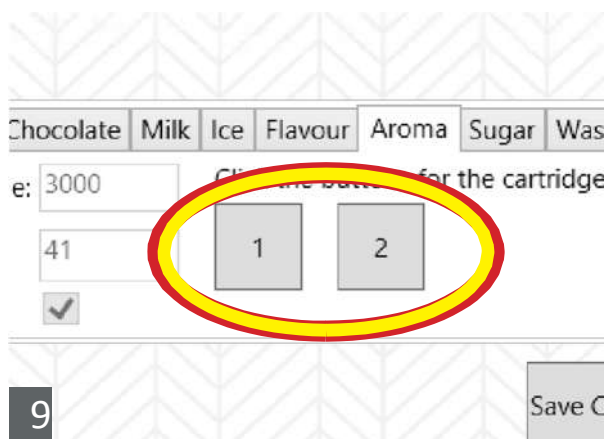 Chocolate Milk Ice Flavour Aroma Sugar Was
e: 3000 for the cartridge
41 1 2
9 Save C